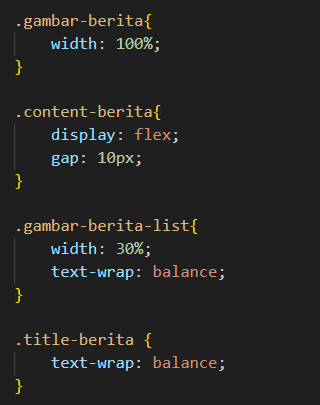 .gambar-berita{
    width: 100%;
}

.content-berita{
    display: flex;
    gap: 10px;
}

.gambar-berita-list{
    width: 30%;
    text-wrap: balance;
}

.title-berita {
    text-wrap: balance;
}